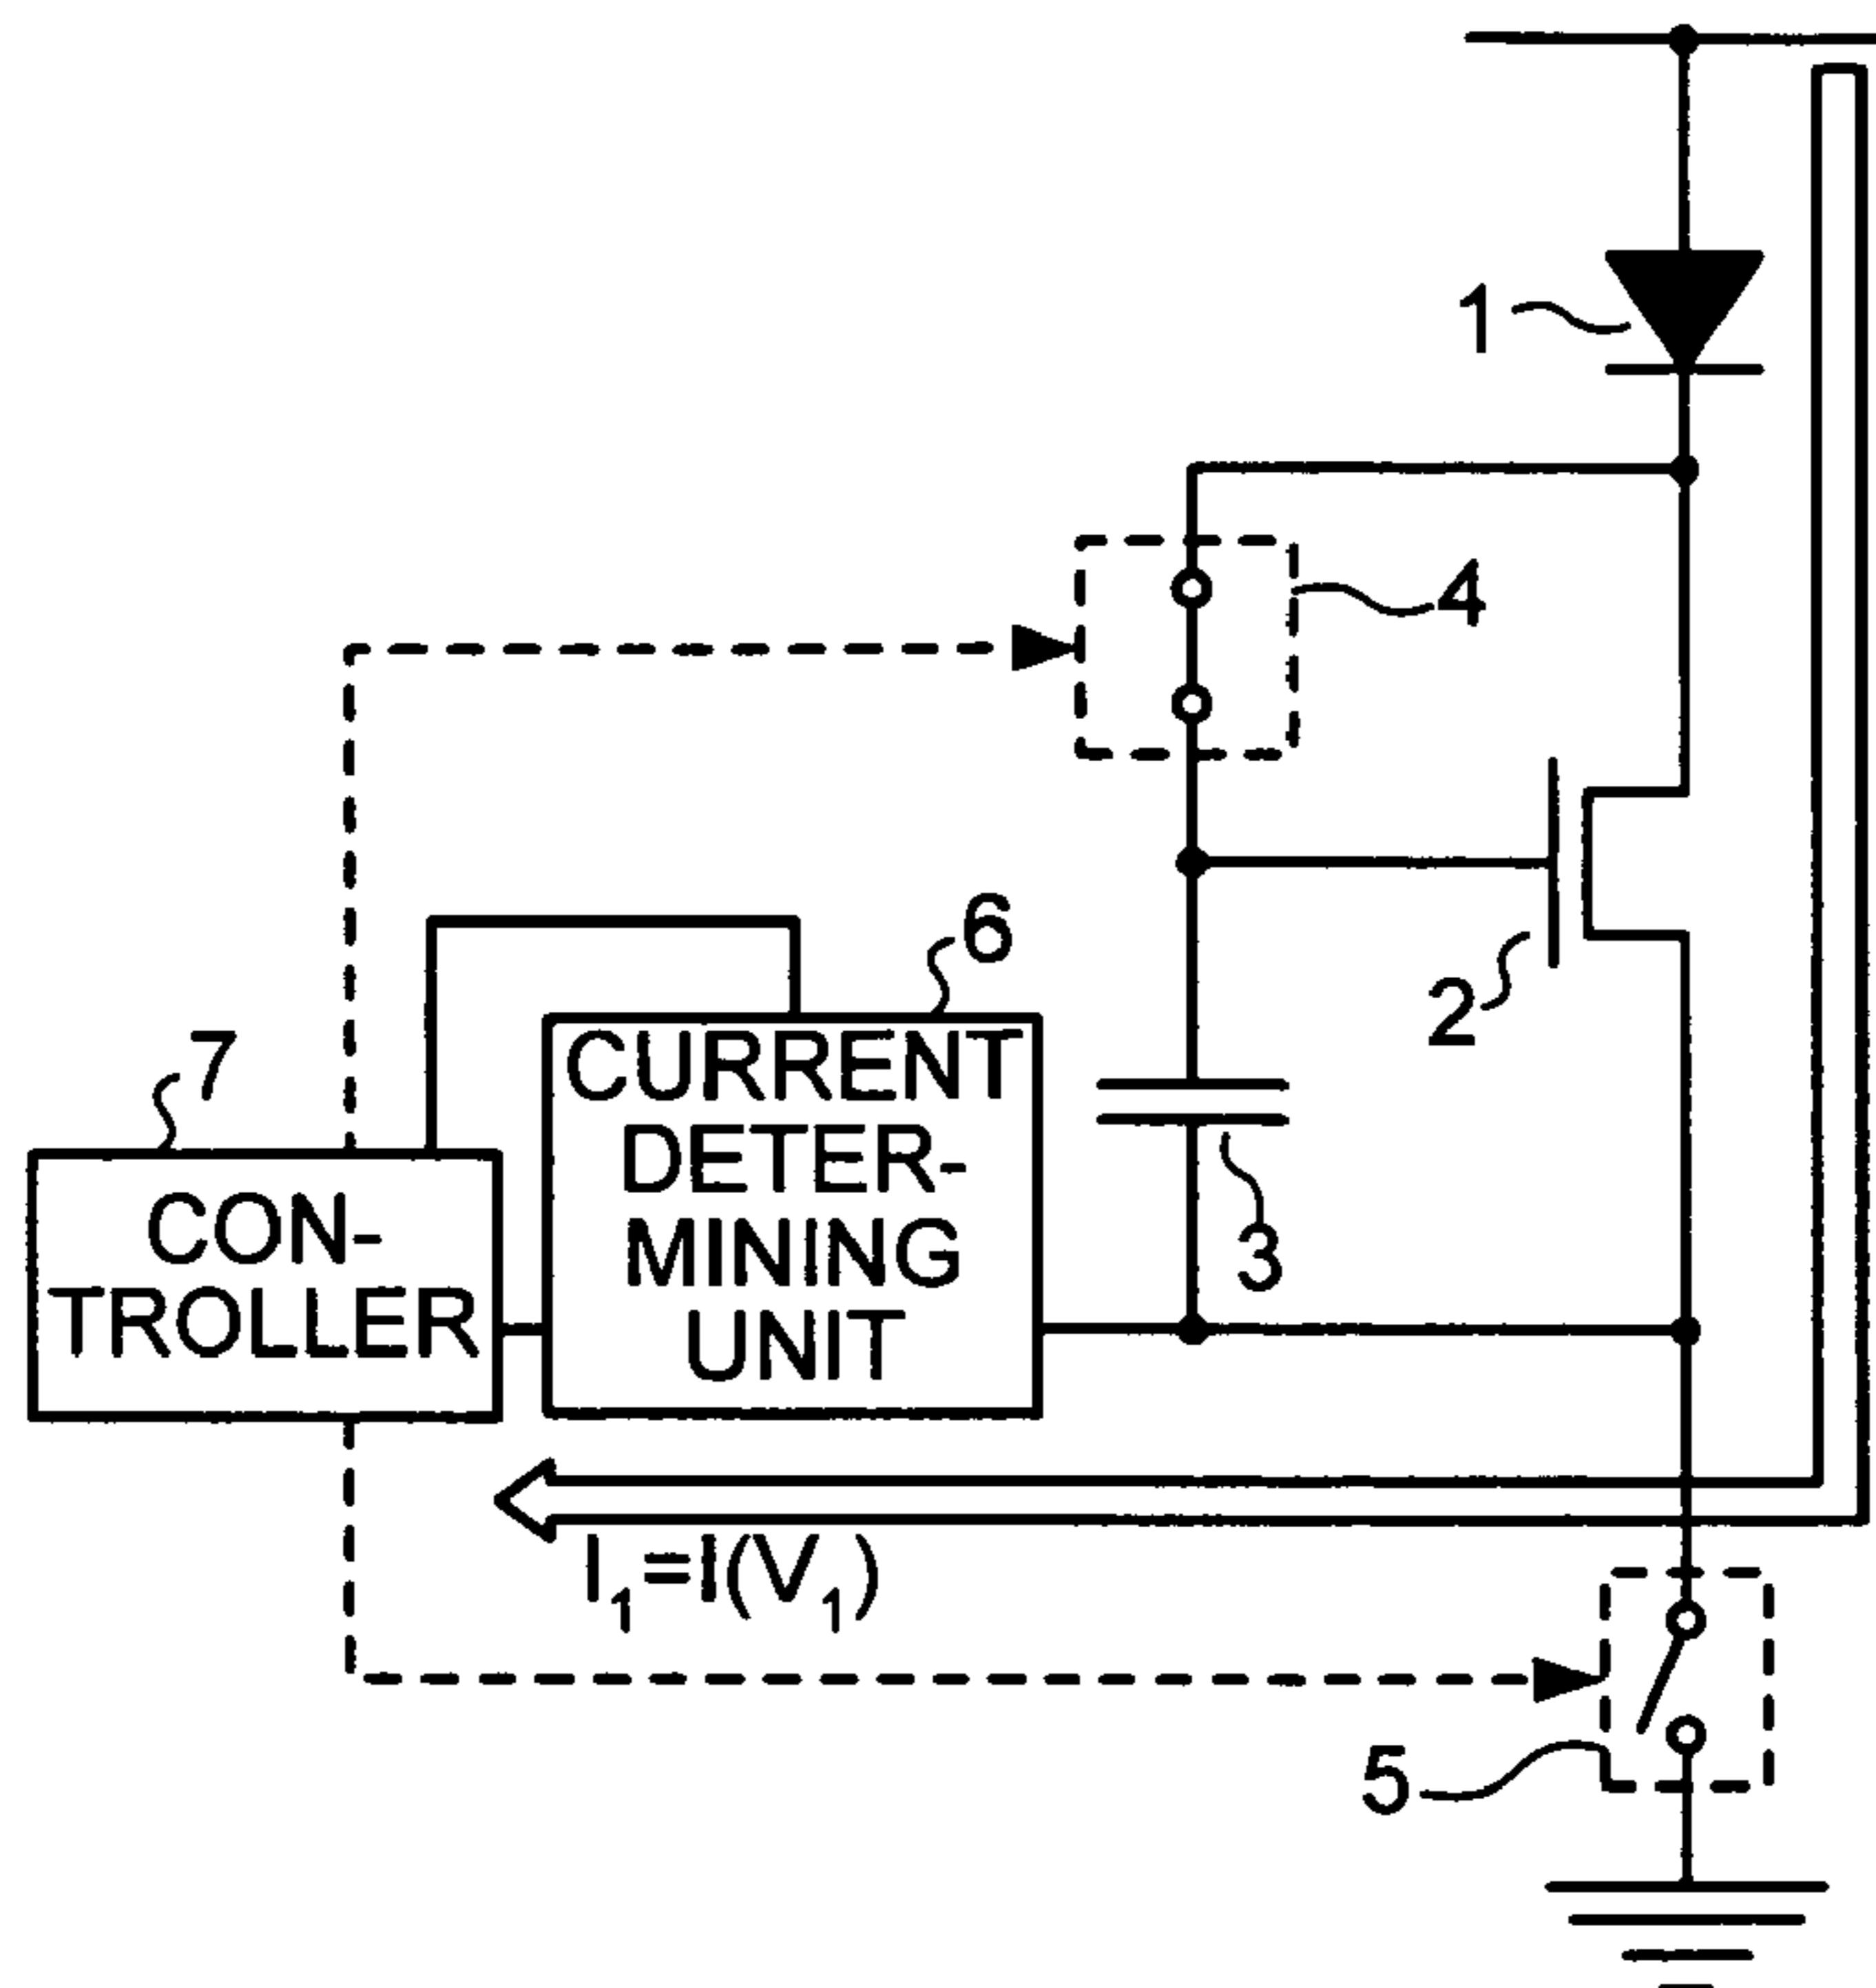 1
4
6
2
7
CURRENT
DETER-
MINING
UNIT
CON-
TROLLER
3
I₁=I(V₁)
5